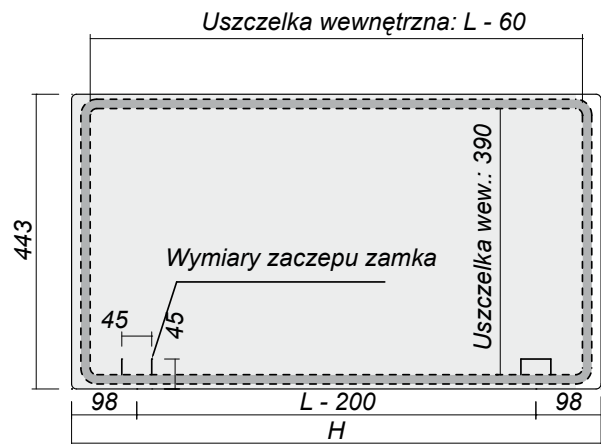 Uszczelka wewnętrzna: L - 60
443
Uszczelka wew.: 390
Wymiary zaczepu zamka
45
45
98
L - 200
98
H